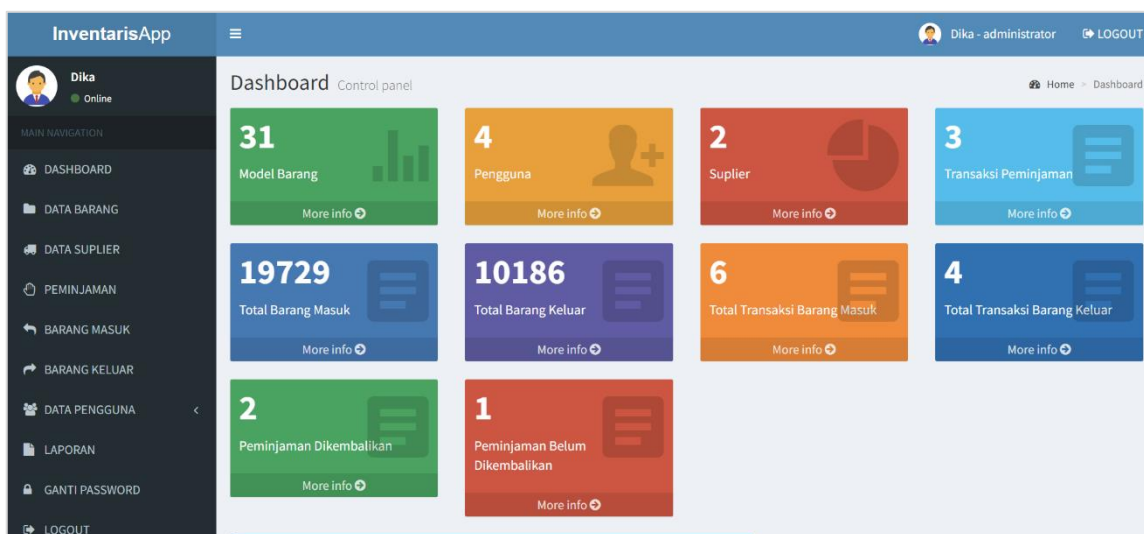 InventarisApp
Dika - administrator
LOGOUT
Dika
Online
MAIN NAVIGATION
DASHBOARD
DATA BARANG
DATA SUPLIER
PEMINJAMAN
BARANG MASUK
BARANG KELUAR
DATA PENGGUNA
LAPORAN
GANTI PASSWORD
LOGOUT
Dashboard Control panel
Home > Dashboard
31
Model Barang
More info
4
Pengguna
More info
2
Suplier
More info
3
Transaksi Peminjaman
More info
19729
Total Barang Masuk
More info
10186
Total Barang Keluar
More info
6
Total Transaksi Barang Masuk
More info
4
Total Transaksi Barang Keluar
More info
2
Peminjaman Dikembalikan
More info
1
Peminjaman Belum
Dikembalikan
More info